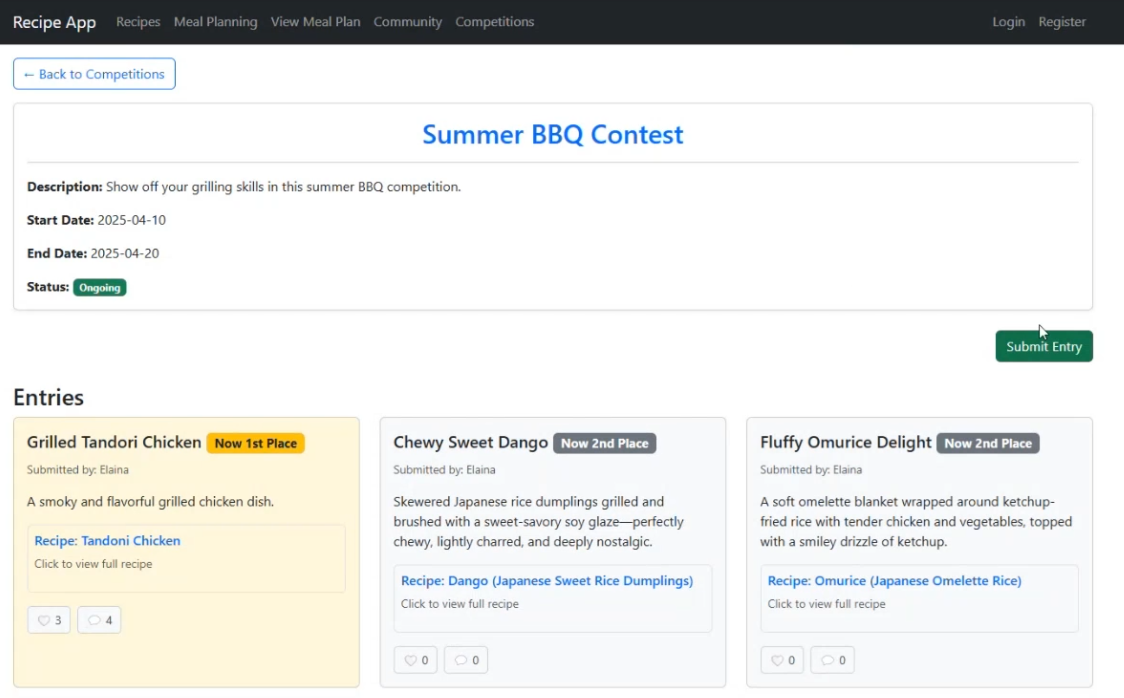 Recipe App Recipes Meal Planning View Meal Plan Community Competitions Login Register
← Back to Competitions
Summer BBQ Contest
Description: Show off your grilling skills in this summer BBQ competition.
Start Date: 2025-04-10
End Date: 2025-04-20
Status: Ongoing
Submit Entry
Entries
Grilled Tandori Chicken Now 1st Place
Submitted by: Elaina
A smoky and flavorful grilled chicken dish.
Recipe: Tandoni Chicken
Click to view full recipe
3 4
Chewy Sweet Dango Now 2nd Place
Submitted by: Elaina
Skewered Japanese rice dumplings grilled and
brushed with a sweet-savory soy glaze—perfectly
chewy, lightly charred, and deeply nostalgic.
Recipe: Dango (Japanese Sweet Rice Dumplings)
Click to view full recipe
0 0
Fluffy Omurice Delight Now 2nd Place
Submitted by: Elaina
A soft omelette blanket wrapped around ketchup-
fried rice with tender chicken and vegetables, topped
with a smiley drizzle of ketchup.
Recipe: Omurice (Japanese Omelette Rice)
Click to view full recipe
0 0